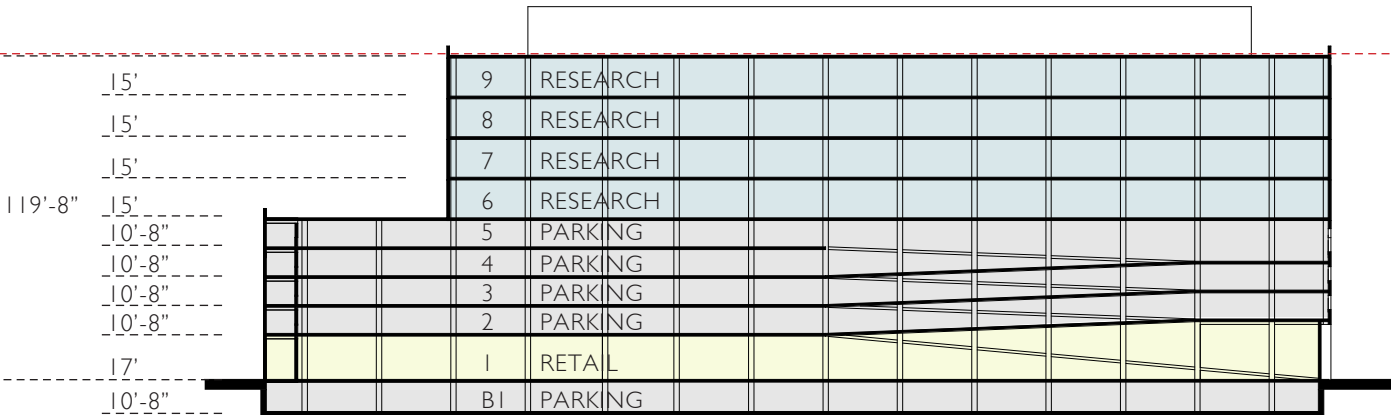 15' 9 RESEARCH
15' 8 RESEARCH
15' 7 RESEARCH
119'-8" 15' 6 RESEARCH
10'-8" 5 PARKING
10'-8" 4 PARKING
10'-8" 3 PARKING
10'-8" 2 PARKING
17' 1 RETAIL
10'-8" B1 PARKING